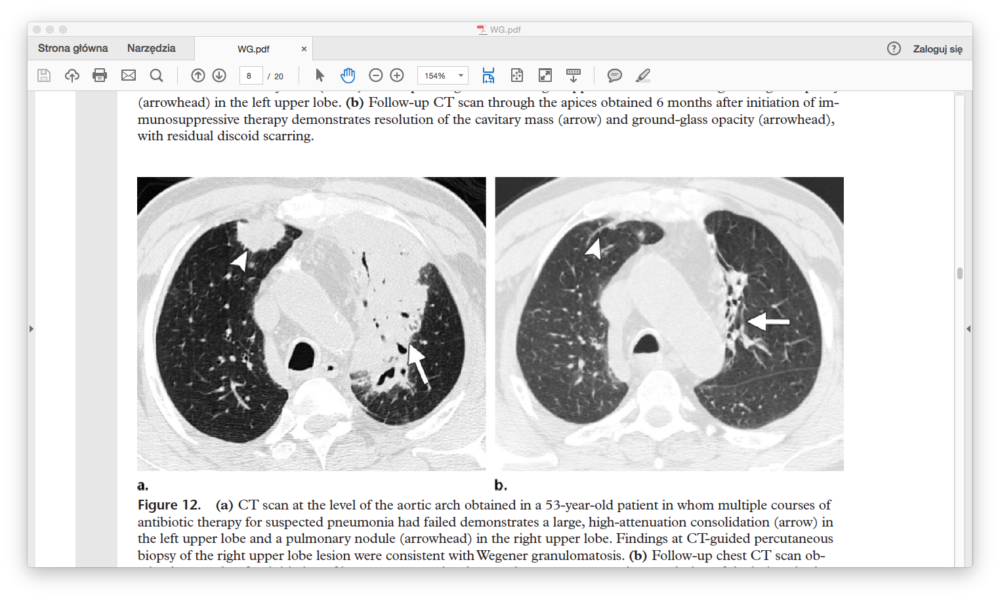 WG.pdf
Strona główna Narzędzia WG.pdf × ? Zaloguj się
8 / 20 154%
(arrowhead) in the left upper lobe. (b) Follow-up CT scan through the apices obtained 6 months after initiation of im-
munosuppressive therapy demonstrates resolution of the cavitary mass (arrow) and ground-glass opacity (arrowhead),
with residual discoid scarring.
a. b.
Figure 12. (a) CT scan at the level of the aortic arch obtained in a 53-year-old patient in whom multiple courses of
antibiotic therapy for suspected pneumonia had failed demonstrates a large, high-attenuation consolidation (arrow) in
the left upper lobe and a pulmonary nodule (arrowhead) in the right upper lobe. Findings at CT-guided percutaneous
biopsy of the right upper lobe lesion were consistent with Wegener granulomatosis. (b) Follow-up chest CT scan ob-